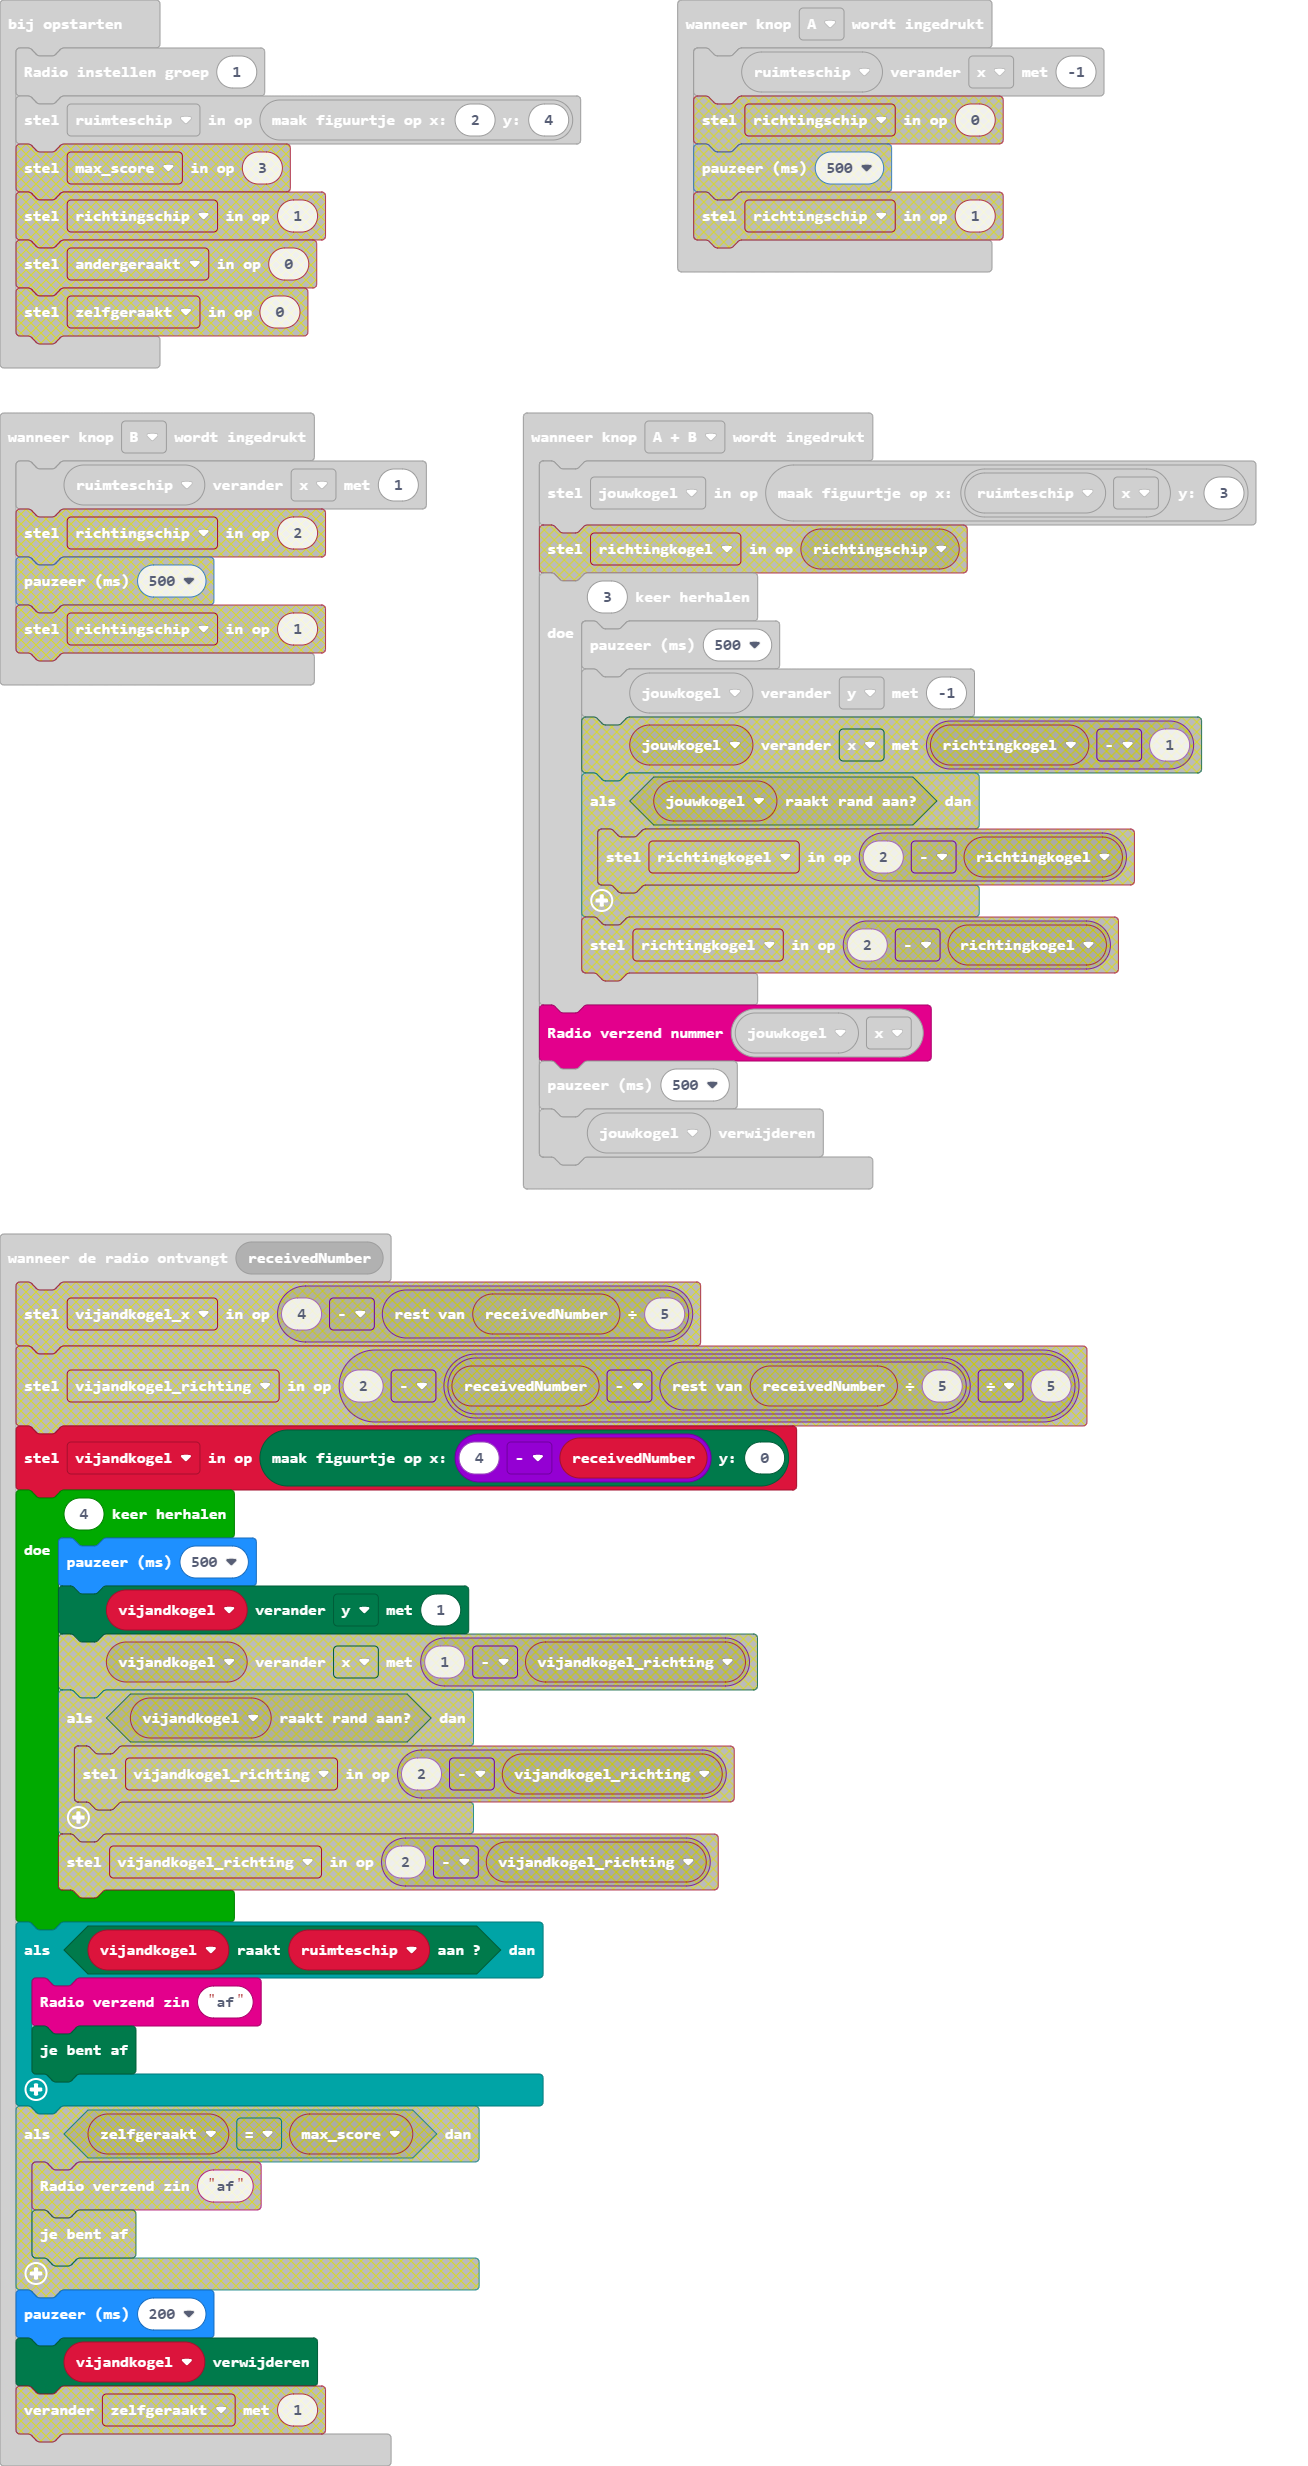 bij opstarten
Radio instellen groep 1
stel ruimteschip in op maak figuurtje op x: 2 y: 4
stel max_score in op 3
stel richtingschip in op 1
stel andergeraakt in op 0
stel zelfgeraakt in op 0
wanneer knop A wordt ingedrukt
ruimteschip verander x met -1
stel richtingschip in op 0
pauzeer (ms) 500
stel richtingschip in op 1
wanneer knop B wordt ingedrukt
ruimteschip verander x met 1
stel richtingschip in op 2
pauzeer (ms) 500
stel richtingschip in op 1
wanneer knop A + B wordt ingedrukt
stel jouwkogel in op maak figuurtje op x: ruimteschip x y: 3
stel richtingkogel in op richtingschip
3 keer herhalen
doe
pauzeer (ms) 500
jouwkogel verander y met -1
jouwkogel verander x met richtingkogel - 1
als jouwkogel raakt rand aan? dan
stel richtingkogel in op 2 - richtingkogel
stel richtingkogel in op 2 - richtingkogel
Radio verzend nummer jouwkogel x
pauzeer (ms) 500
jouwkogel verwijderen
wanneer de radio ontvangt receivedNumber
stel vijandkogel_x in op 4 - rest van receivedNumber ÷ 5
stel vijandkogel_richting in op 2 - receivedNumber - rest van receivedNumber ÷ 5 ÷ 5
stel vijandkogel in op maak figuurtje op x: 4 - receivedNumber y: 0
4 keer herhalen
doe
pauzeer (ms) 500
vijandkogel verander y met 1
vijandkogel verander x met 1 - vijandkogel_richting
als vijandkogel raakt rand aan? dan
stel vijandkogel_richting in op 2 - vijandkogel_richting
stel vijandkogel_richting in op 2 - vijandkogel_richting
als vijandkogel raakt ruimteschip aan ? dan
Radio verzend zin "af"
je bent af
als zelfgeraakt = max_score dan
Radio verzend zin "af"
je bent af
pauzeer (ms) 200
vijandkogel verwijderen
verander zelfgeraakt met 1